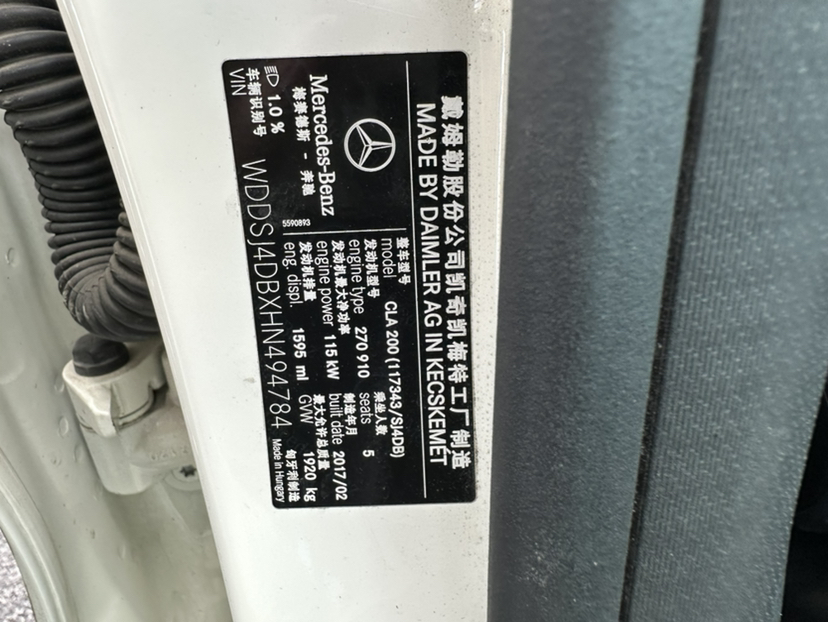 戴姆勒股份公司凯奇凯梅特工厂制造
MADE BY DAIMLER AG IN KECSKEMET
整车型号
model CLA 200 (117343/SJ4DB)
发动机型号 乘坐人数
engine type 270 910 seats 5
发动机最大净功率 制造年月
engine power 115 kW built date 2017/02
发动机排量 最大允许总质量
eng. displ. 1595 ml GVW 1920 kg
Mercedes-Benz
梅赛德斯 - 奔驰
5590893
1.0 %
车辆识别号 匈牙利制造
VIN WDDSJ4DBXHN494784 Made in Hungary